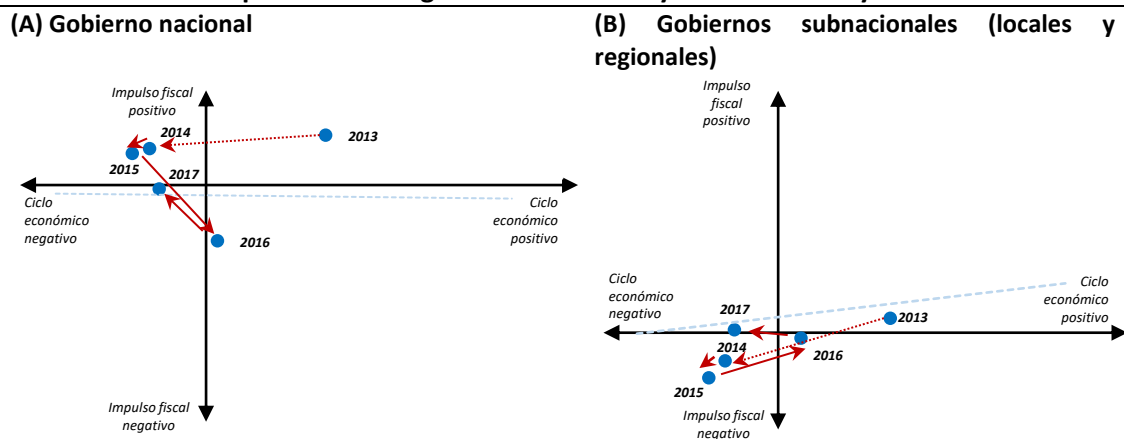 (A) Gobierno nacional
Impulso fiscal
positivo
2014
2013
2015
2017
Ciclo
económico
negativo
Ciclo
económico
positivo
2016
Impulso fiscal
negativo
(B) Gobiernos subnacionales (locales y
regionales)
Impulso
fiscal
positivo
Ciclo
económico
negativo
Ciclo
económico
positivo
2017
2013
2014
2016
2015
Impulso fiscal
negativo